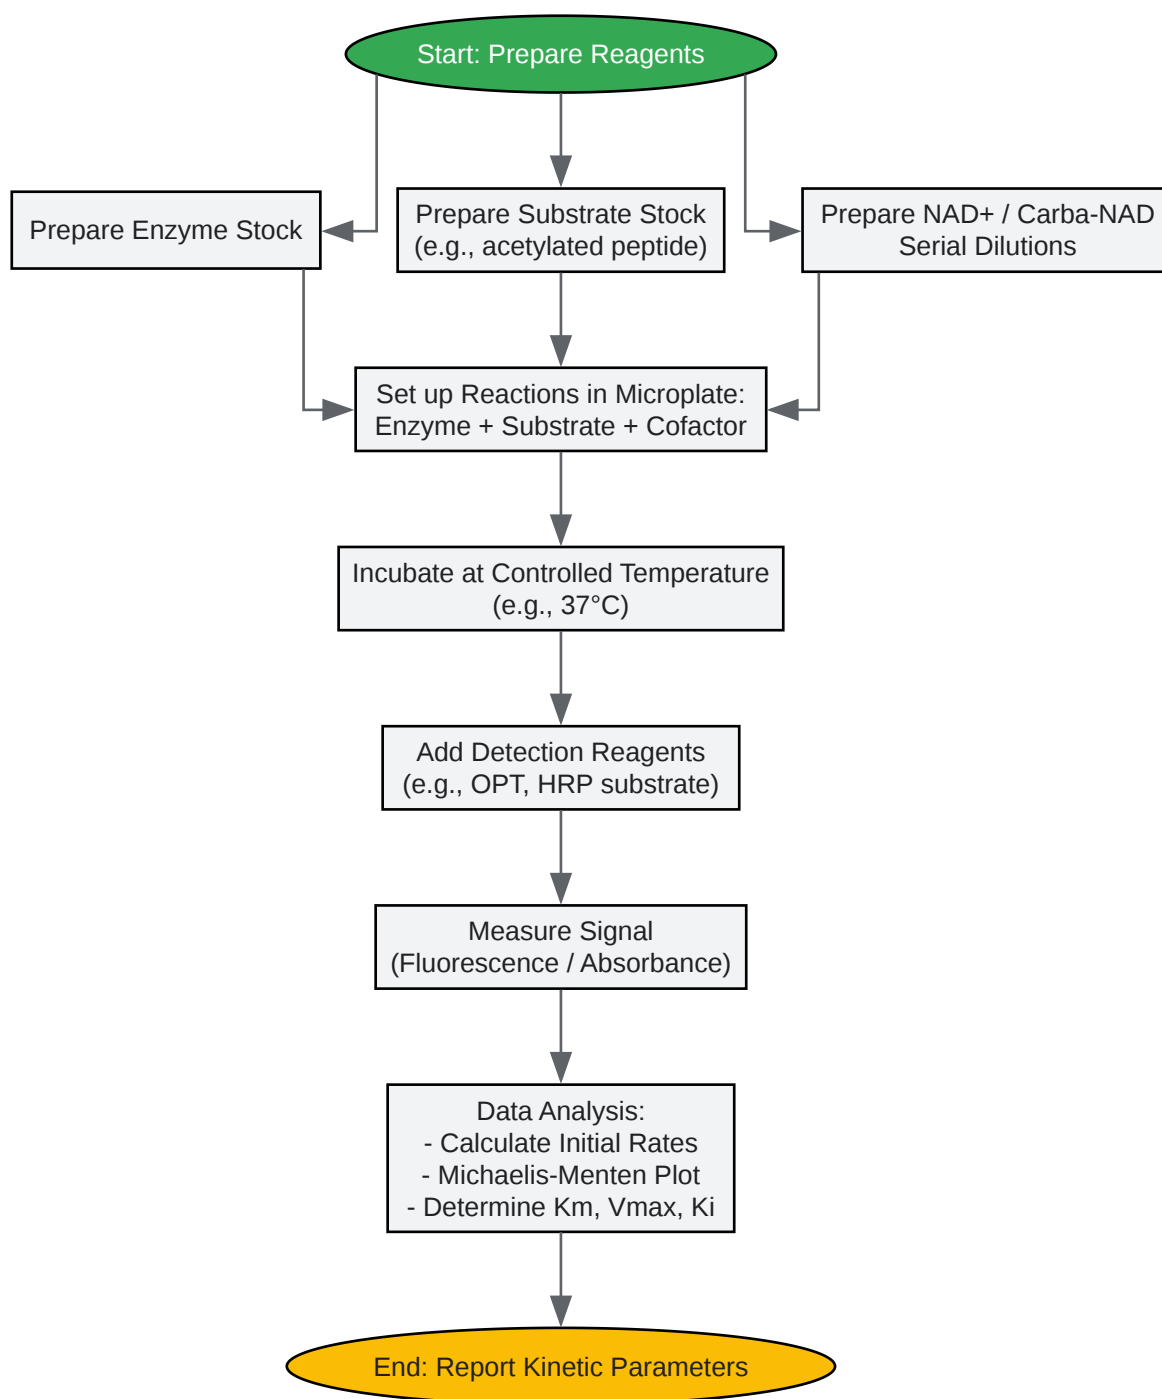 Start: Prepare Reagents
Prepare Enzyme Stock
Prepare Substrate Stock
(e.g., acetylated peptide)
Prepare NAD+ / Carba-NAD
Serial Dilutions
Set up Reactions in Microplate:
Enzyme + Substrate + Cofactor
Incubate at Controlled Temperature
(e.g., 37°C)
Add Detection Reagents
(e.g., OPT, HRP substrate)
Measure Signal
(Fluorescence / Absorbance)
Data Analysis:
- Calculate Initial Rates
- Michaelis-Menten Plot
- Determine Km, Vmax, Ki
End: Report Kinetic Parameters